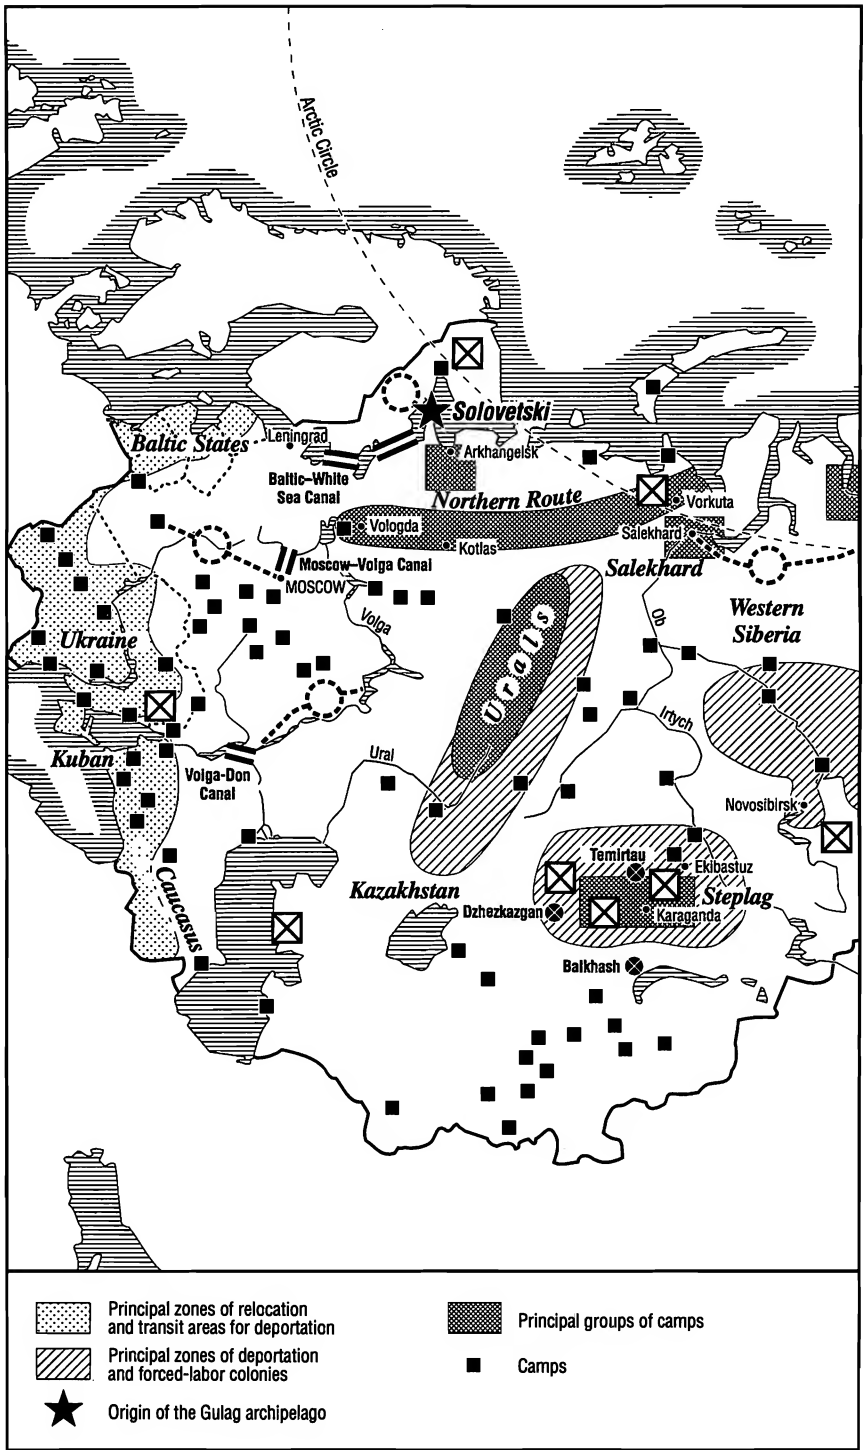 Arctic Circle
Solovetski
Baltic States
Leningrad
Arkhangelsk
Baltic–White
Sea Canal
Northern Route
Vorkuta
Vologda
Salekhard
Kotlas
Moscow–Volga Canal
Salekhard
MOSCOW
Western
Siberia
Volga
Ob
Ukraine
Urals
Irtych
Kuban
Ural
Volga-Don
Canal
Novosibirsk
Temirtau
Ekibastuz
Kazakhstan
Steplag
Caucasus
Dzhezkazgan
Karaganda
Balkhash
Principal zones of relocation
and transit areas for deportation
Principal groups of camps
Principal zones of deportation
and forced-labor colonies
Camps
Origin of the Gulag archipelago